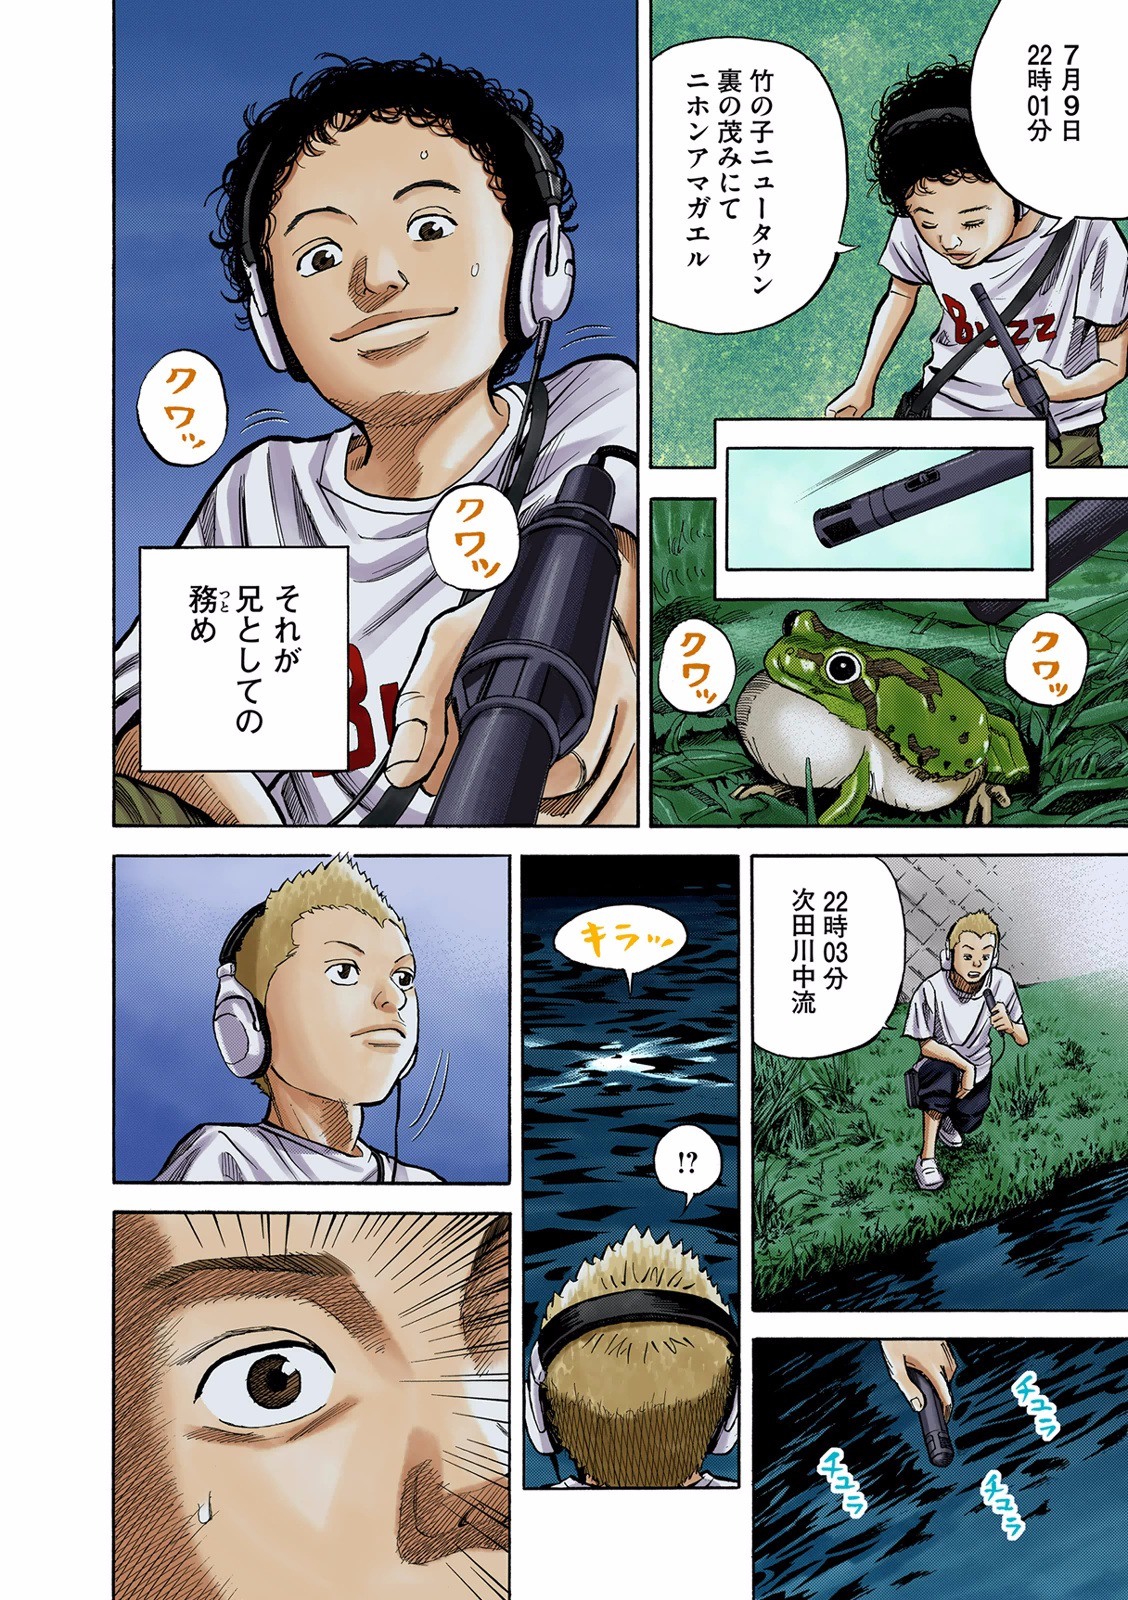 7月9日
22時01分
竹の子ニュータウン
裏の茂みにて
ニホンアマガエル
BUZZ
クワッ
クワッ
クワッ
クワッ
それが
兄としての
務め
つと
BU
22時03分
次田川中流
チュラ
チュラ
チュラ
キラッ
!?